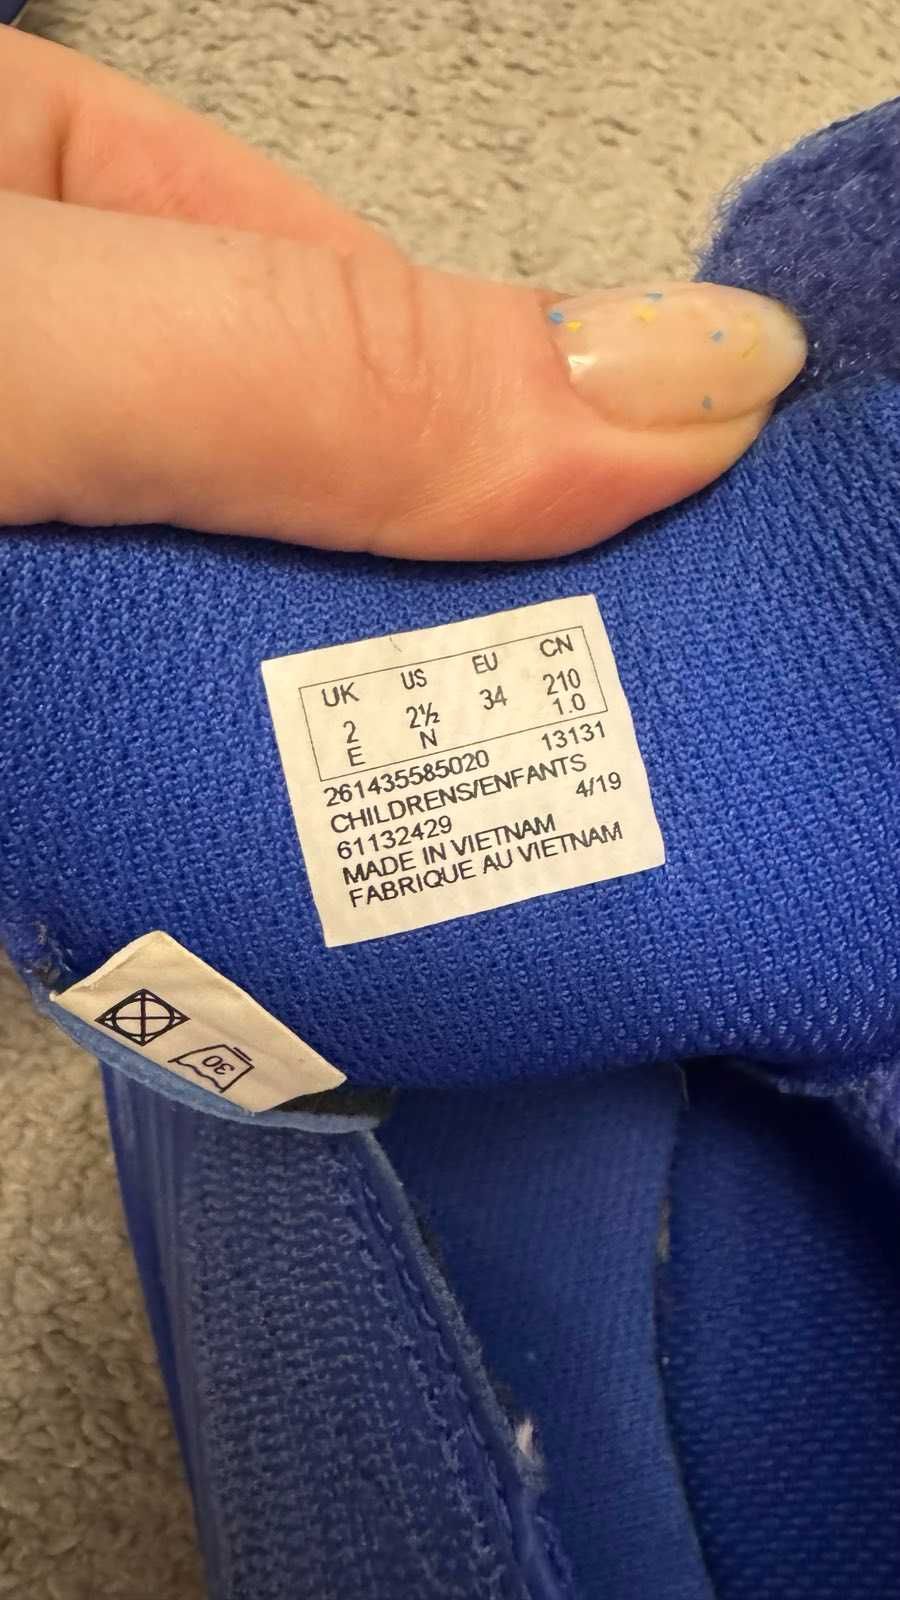 UK US EU CN
2 2½ 34 210
E N 1.0
261435585020 13131
CHILDRENS/ENFANTS
61132429 4/19
MADE IN VIETNAM
FABRIQUE AU VIETNAM
30